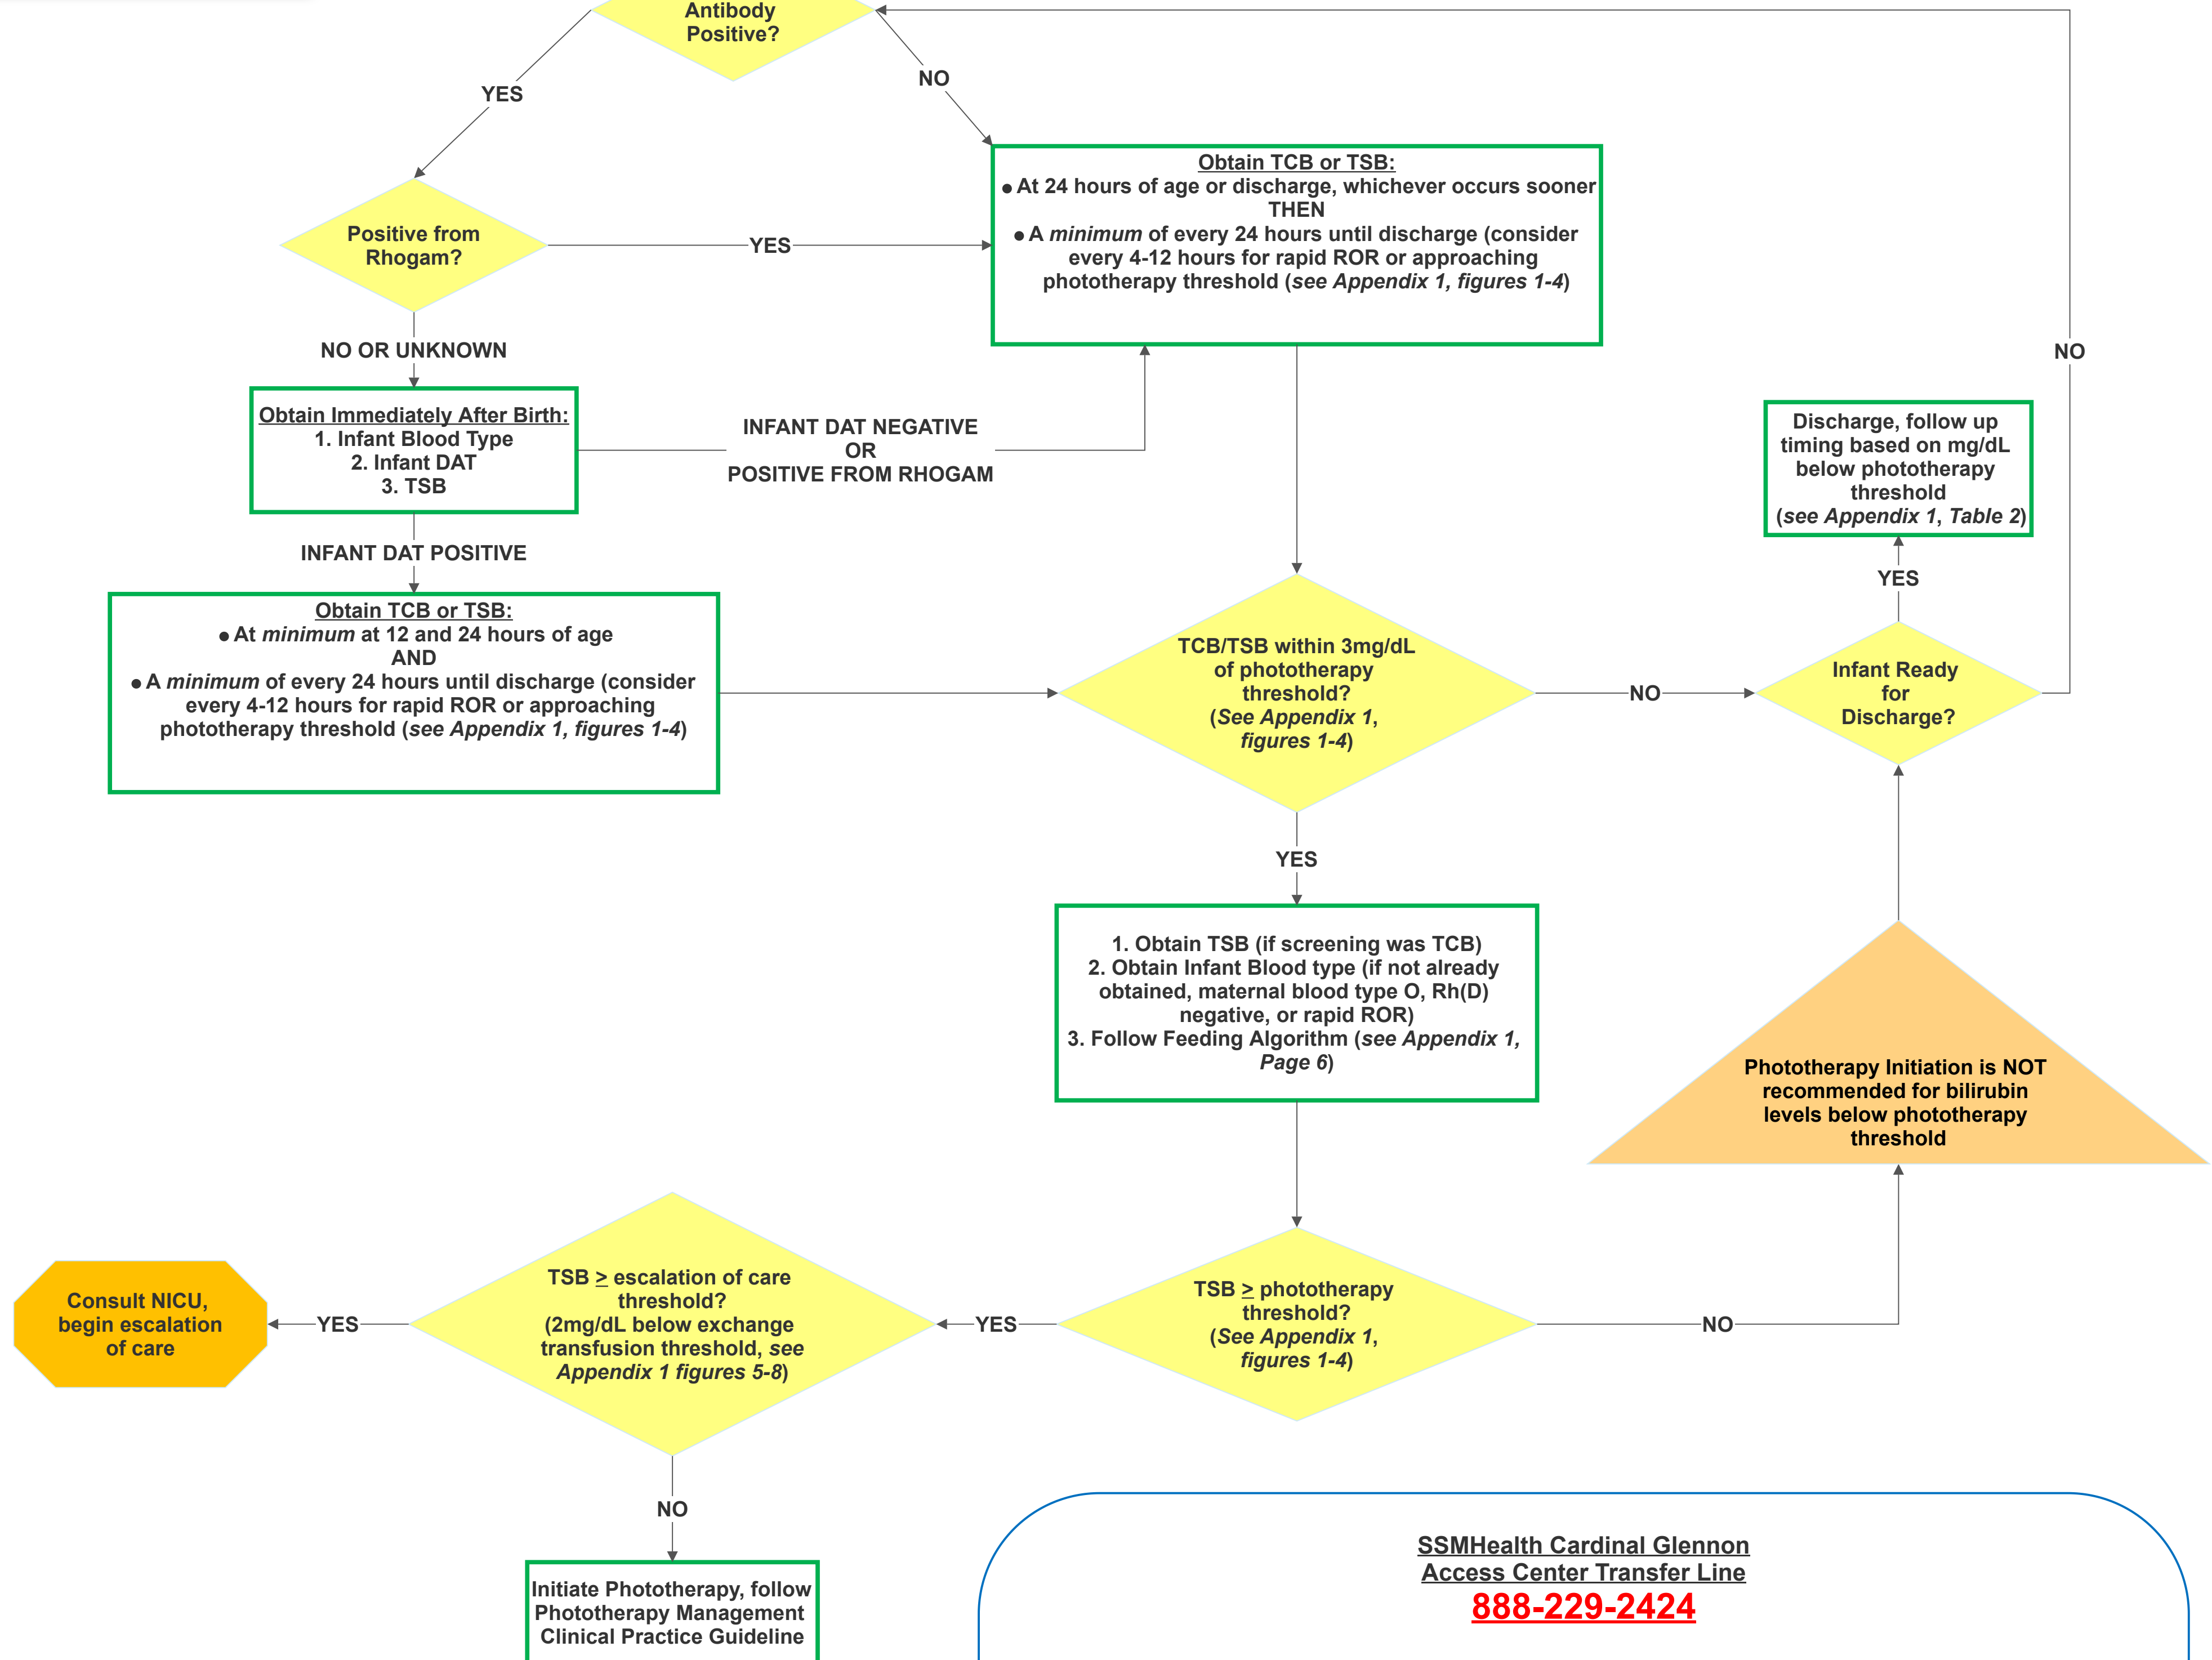 Antibody
Positive?
YES
NO
Positive from
Rhogam?
YES
Obtain TCB or TSB:
● At 24 hours of age or discharge, whichever occurs sooner
THEN
● A minimum of every 24 hours until discharge (consider
every 4-12 hours for rapid ROR or approaching
phototherapy threshold (see Appendix 1, figures 1-4)
NO OR UNKNOWN
NO
Obtain Immediately After Birth:
1. Infant Blood Type
2. Infant DAT
3. TSB
INFANT DAT NEGATIVE
OR
POSITIVE FROM RHOGAM
Discharge, follow up
timing based on mg/dL
below phototherapy
threshold
(see Appendix 1, Table 2)
INFANT DAT POSITIVE
YES
Obtain TCB or TSB:
● At minimum at 12 and 24 hours of age
AND
● A minimum of every 24 hours until discharge (consider
every 4-12 hours for rapid ROR or approaching
phototherapy threshold (see Appendix 1, figures 1-4)
TCB/TSB within 3mg/dL
of phototherapy
threshold?
(See Appendix 1,
figures 1-4)
NO
Infant Ready
for
Discharge?
YES
1. Obtain TSB (if screening was TCB)
2. Obtain Infant Blood type (if not already
obtained, maternal blood type O, Rh(D)
negative, or rapid ROR)
3. Follow Feeding Algorithm (see Appendix 1,
Page 6)
Phototherapy Initiation is NOT
recommended for bilirubin
levels below phototherapy
threshold
Consult NICU,
begin escalation
of care
YES
TSB ≥ escalation of care
threshold?
(2mg/dL below exchange
transfusion threshold, see
Appendix 1 figures 5-8)
YES
TSB ≥ phototherapy
threshold?
(See Appendix 1,
figures 1-4)
NO
NO
Initiate Phototherapy, follow
Phototherapy Management
Clinical Practice Guideline
SSMHealth Cardinal Glennon
Access Center Transfer Line
888-229-2424